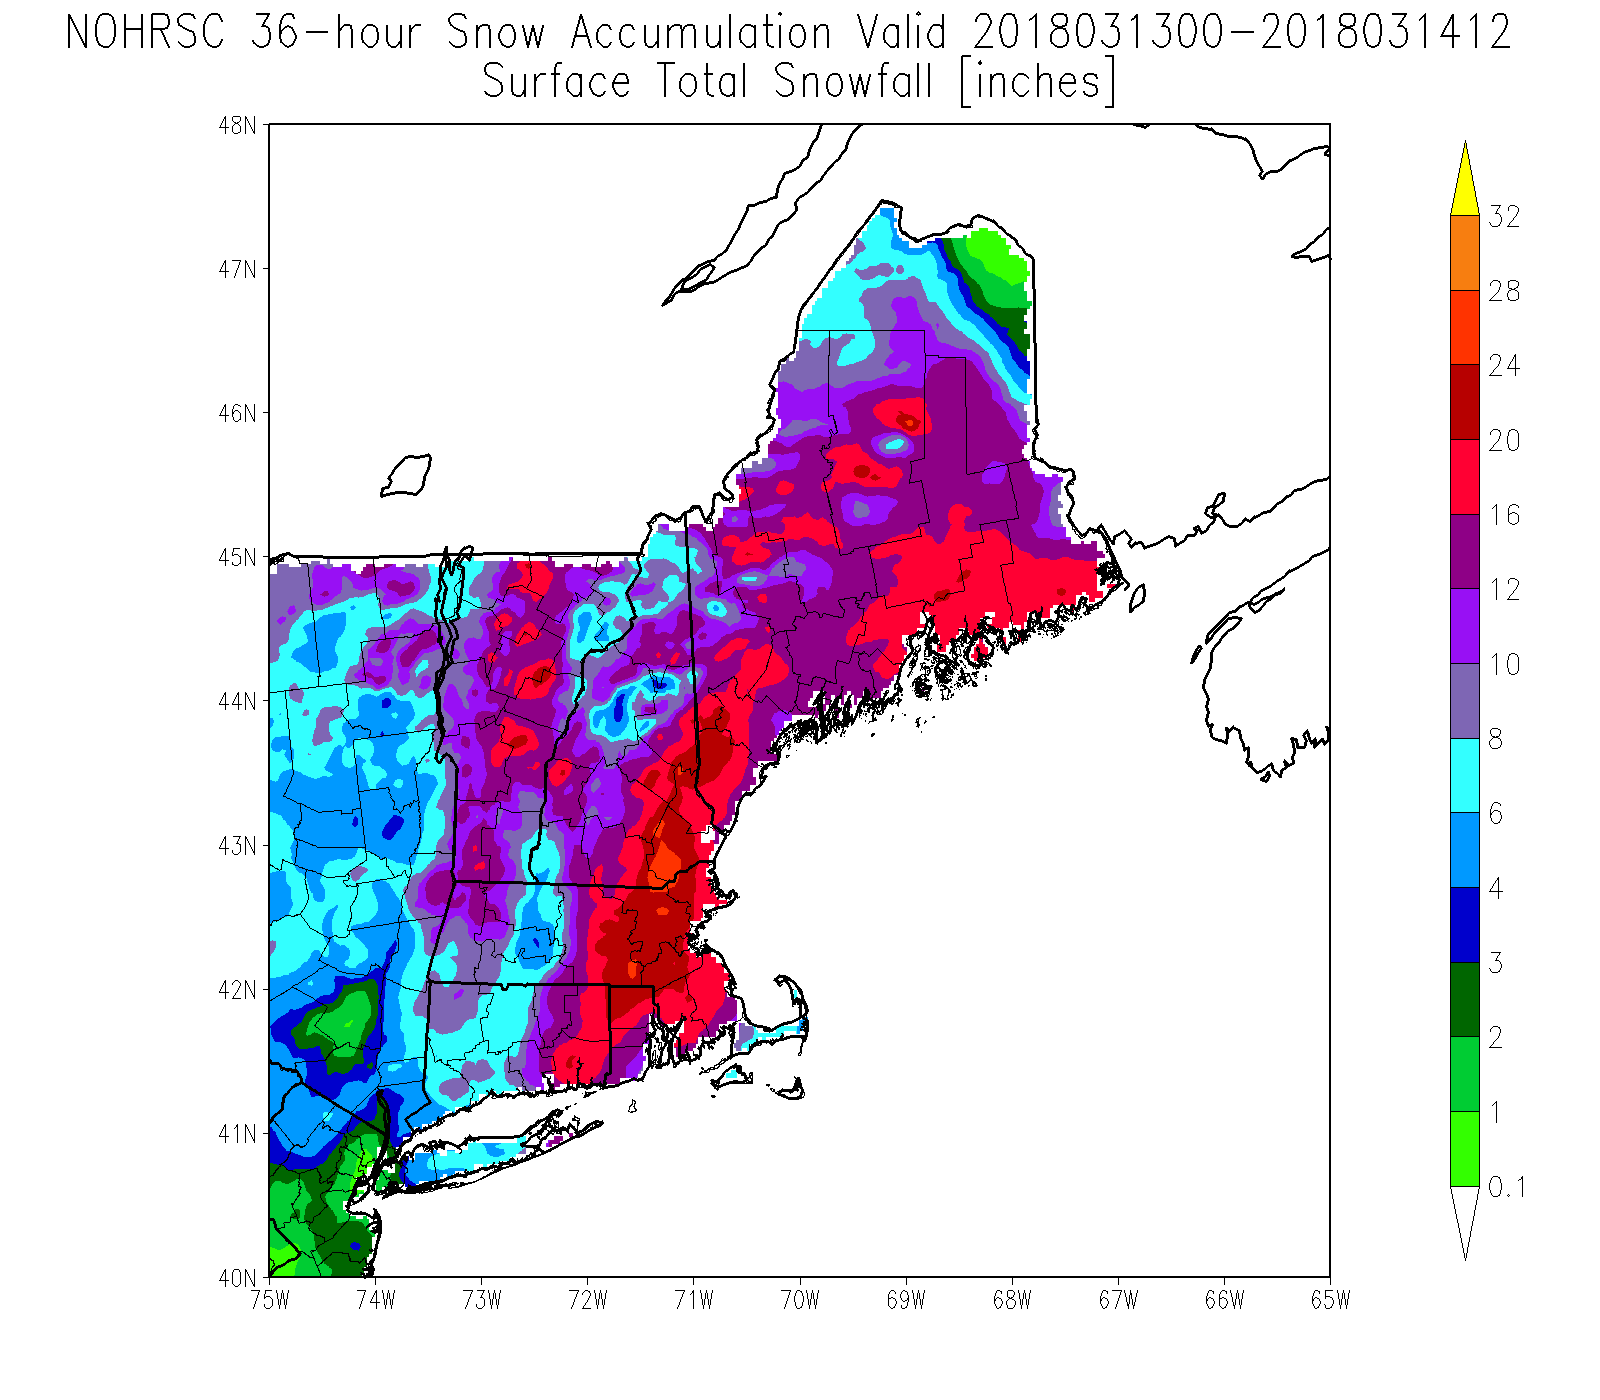 NOHRSC 36-hour Snow Accumulation Valid 2018031300-2018031412
Surface Total Snowfall [inches]
48N
47N
46N
45N
44N
43N
42N
41N
40N
75W 74W 73W 72W 71W 70W 69W 68W 67W 66W 65W
32
28
24
20
16
12
10
8
6
4
3
2
1
0.1